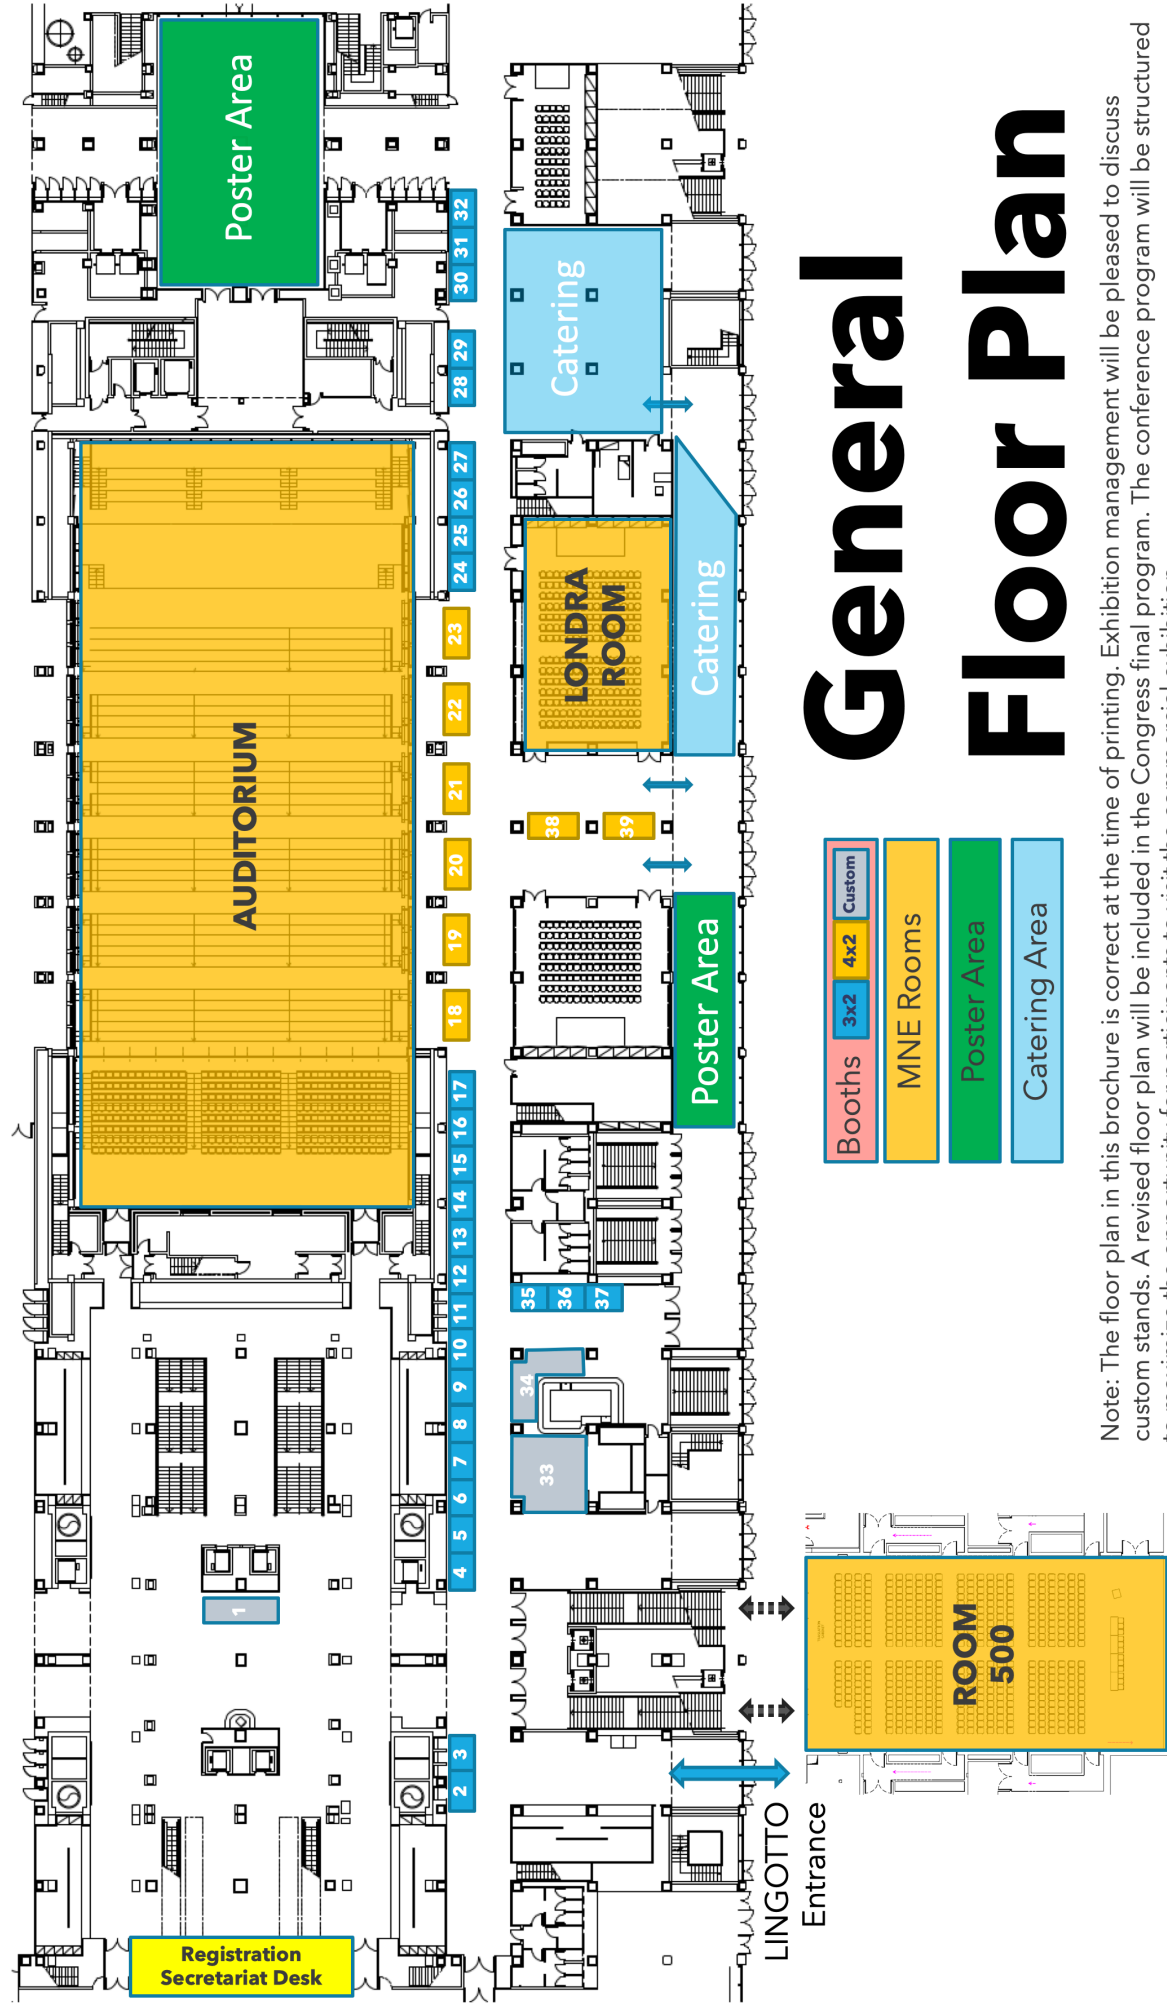 General
Floor Plan
Poster Area
32
31
30
29
28
27
26
25
24
23
22
21
20
19
18
17
16
15
14
13
12
11
10
9
8
7
6
5
4
3
2
1
AUDITORIUM
Registration
Secretariat Desk
Catering
LONDRA
ROOM
Catering
38
39
Poster Area
35
36
37
34
33
LINGOTTO
Entrance
ROOM
500
Booths 3x2 4x2 Custom
MNE Rooms
Poster Area
Catering Area
Note: The floor plan in this brochure is correct at the time of printing. Exhibition management will be pleased to discuss
custom stands. A revised floor plan will be included in the Congress final program. The conference program will be structured